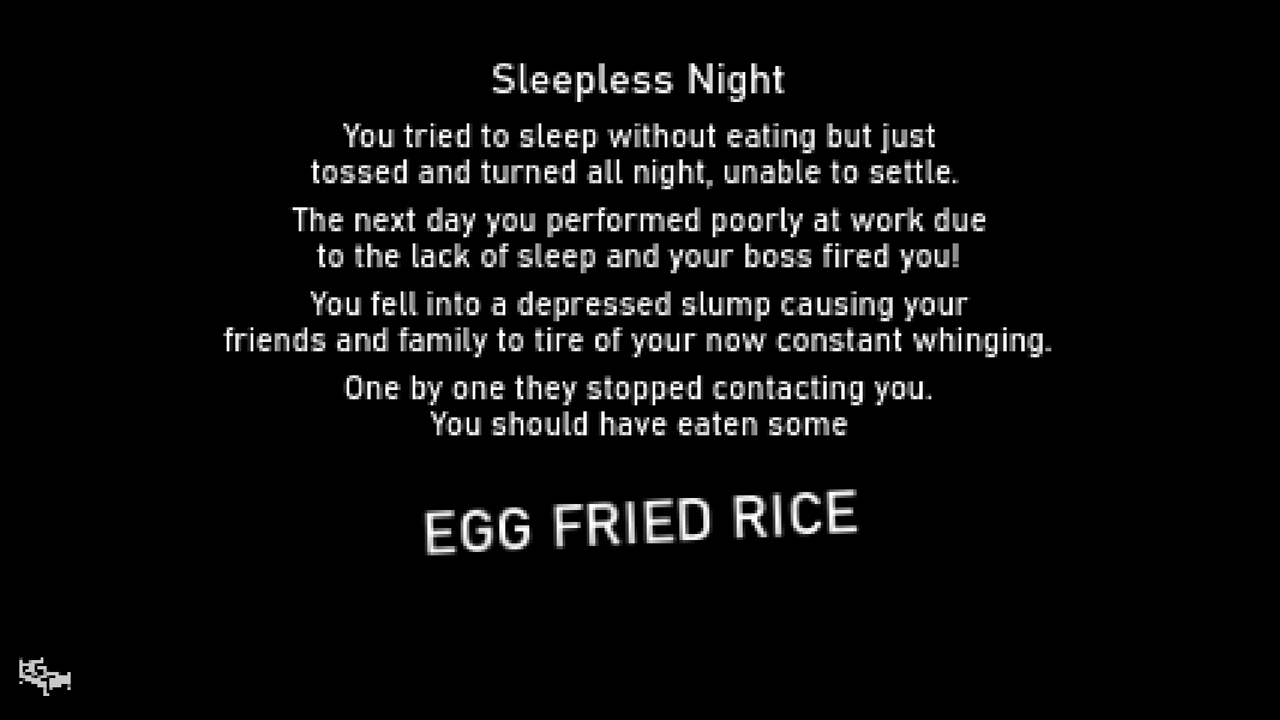 Sleepless Night
You tried to sleep without eating but just
tossed and turned all night, unable to settle.
The next day you performed poorly at work due
to the lack of sleep and your boss fired you!
You fell into a depressed slump causing your
friends and family to tire of your now constant whinging.
One by one they stopped contacting you.
You should have eaten some
EGG FRIED RICE